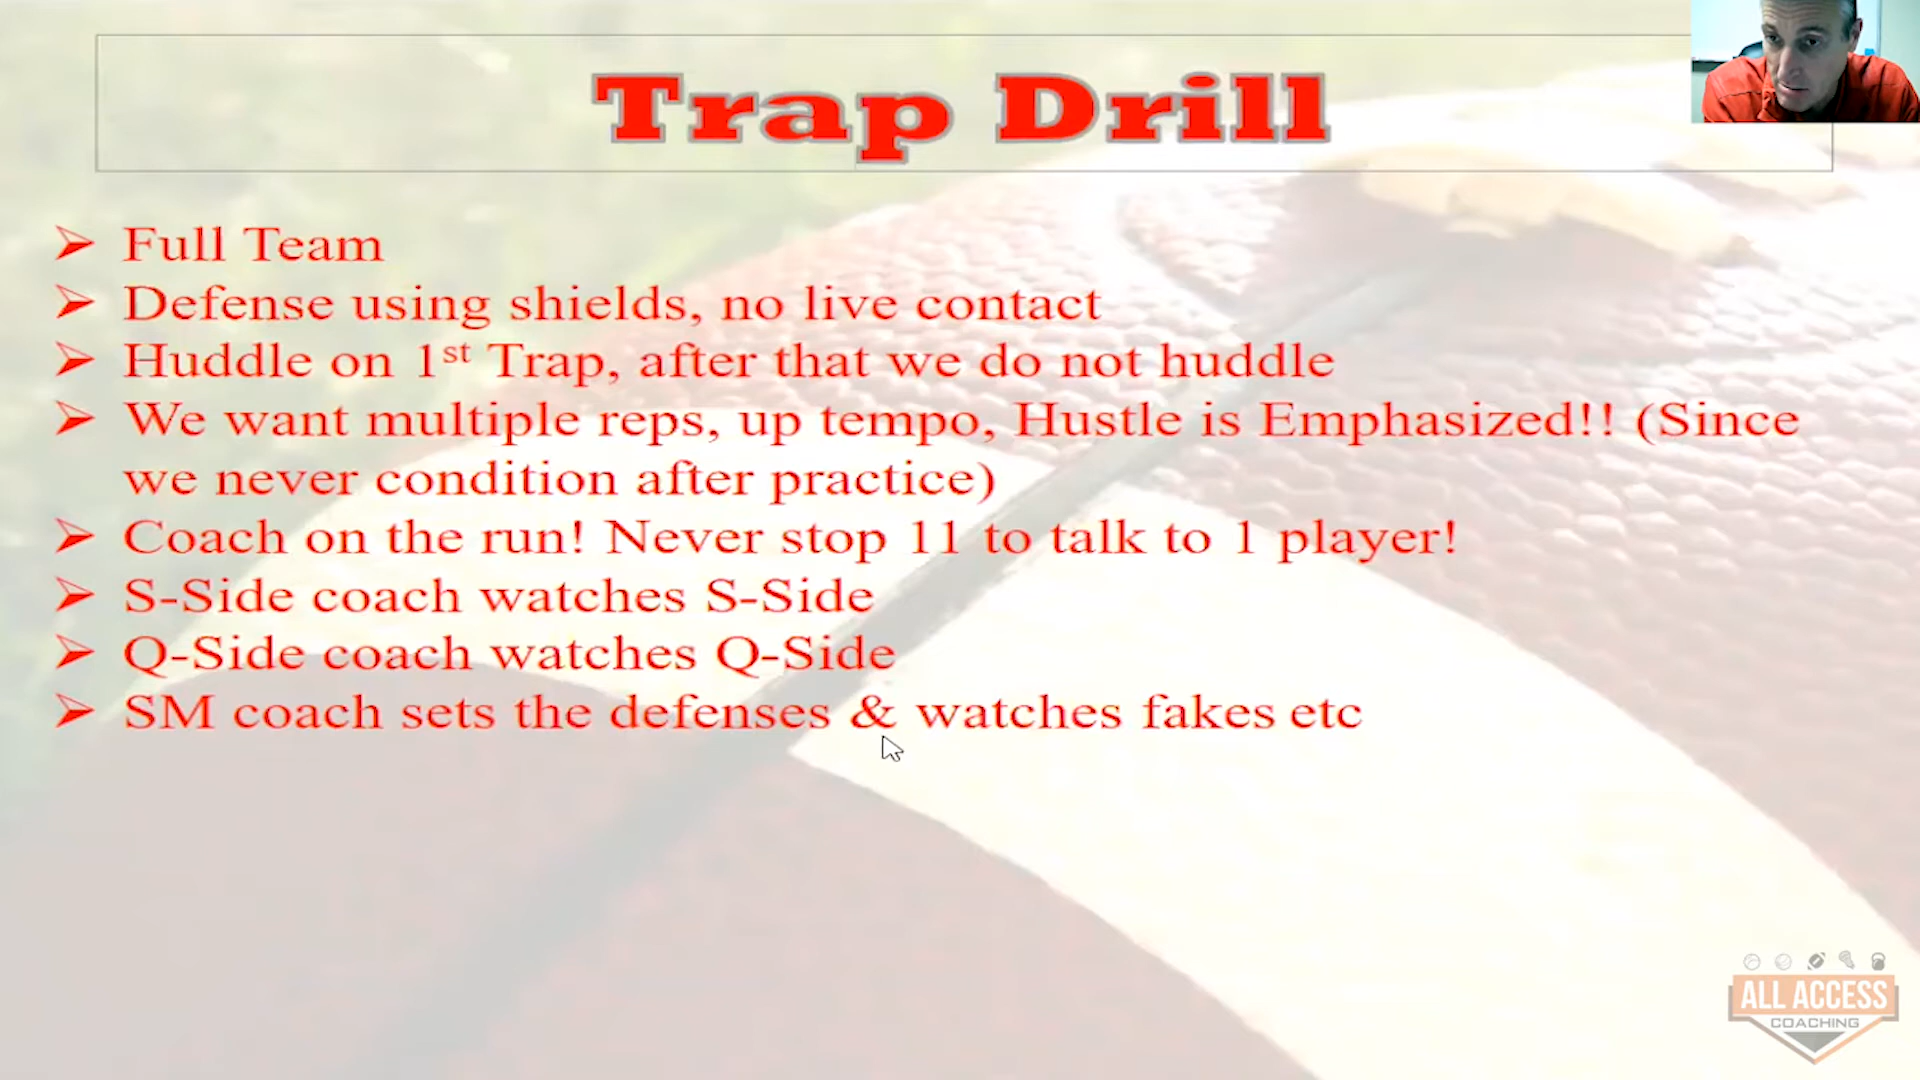 Trap Drill
Full Team
Defense using shields, no live contact
Huddle on 1st Trap, after that we do not huddle
We want multiple reps, up tempo, Hustle is Emphasized!! (Since
we never condition after practice)
Coach on the run! Never stop 11 to talk to 1 player!
S-Side coach watches S-Side
Q-Side coach watches Q-Side
SM coach sets the defenses & watches fakes etc
ALL ACCESS
COACHING